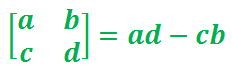 [a b
c d] = ad − cb